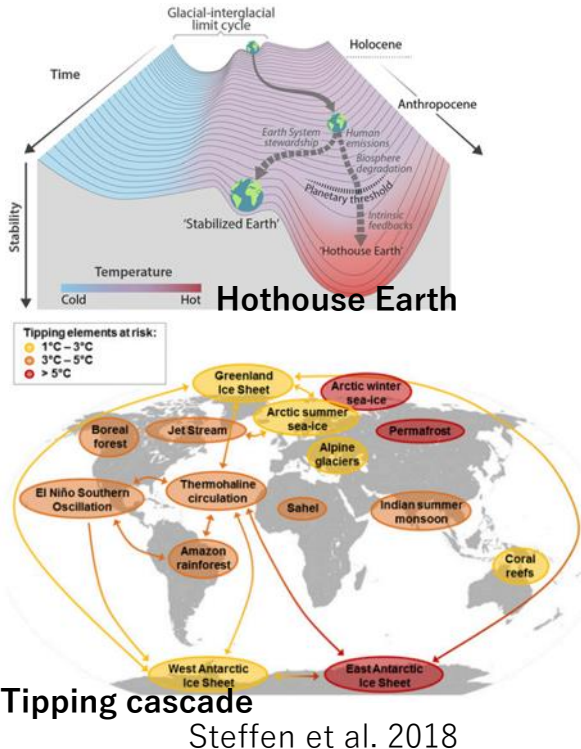 Glacial-interglacial
limit cycle
Time
Holocene
Anthropocene
Earth System
stewardship
Human
emissions
Biosphere
degradation
Planetary threshold
Stability
'Stabilized Earth'
Intrinsic
feedbacks
'Hothouse Earth'
Temperature
Cold
Hot
Hothouse Earth
Tipping elements at risk:
1°C – 3°C
3°C – 5°C
> 5°C
Greenland
Ice Sheet
Arctic winter
sea-ice
Arctic summer
sea-ice
Boreal
forest
Jet Stream
Permafrost
Alpine
glaciers
El Niño Southern
Oscillation
Thermohaline
circulation
Sahel
Indian summer
monsoon
Amazon
rainforest
Coral
reefs
West Antarctic
Ice Sheet
East Antarctic
Ice Sheet
Tipping cascade
Steffen et al. 2018